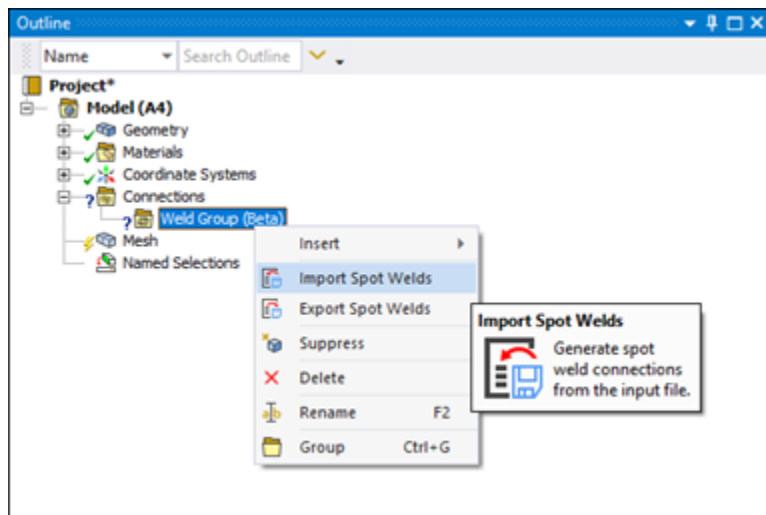 Outline
Name
Search Outline
Project*
Model (A4)
Geometry
Materials
Coordinate Systems
Connections
Weld Group (Beta)
Mesh
Named Selections
Insert
Import Spot Welds
Export Spot Welds
Suppress
Delete
Rename F2
Group Ctrl+G
Import Spot Welds
Generate spot
weld connections
from the input file.